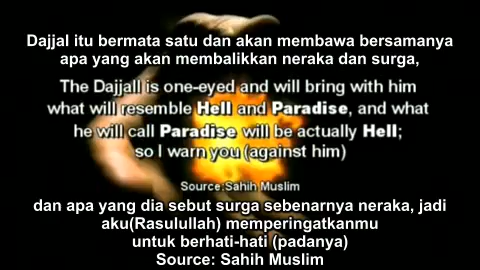 Dajjal itu bermata satu dan akan membawa bersamanya
apa yang akan membalikkan neraka dan surga,
The Dajjall is one-eyed and will bring with him
what will resemble Hell and Paradise, and what
he will call Paradise will be actually Hell;
so I warn you (against him)
Source:Sahih Muslim
dan apa yang dia sebut surga sebenarnya neraka, jadi
aku(Rasulullah) memperingatkanmu
untuk berhati-hati (padanya)
Source: Sahih Muslim